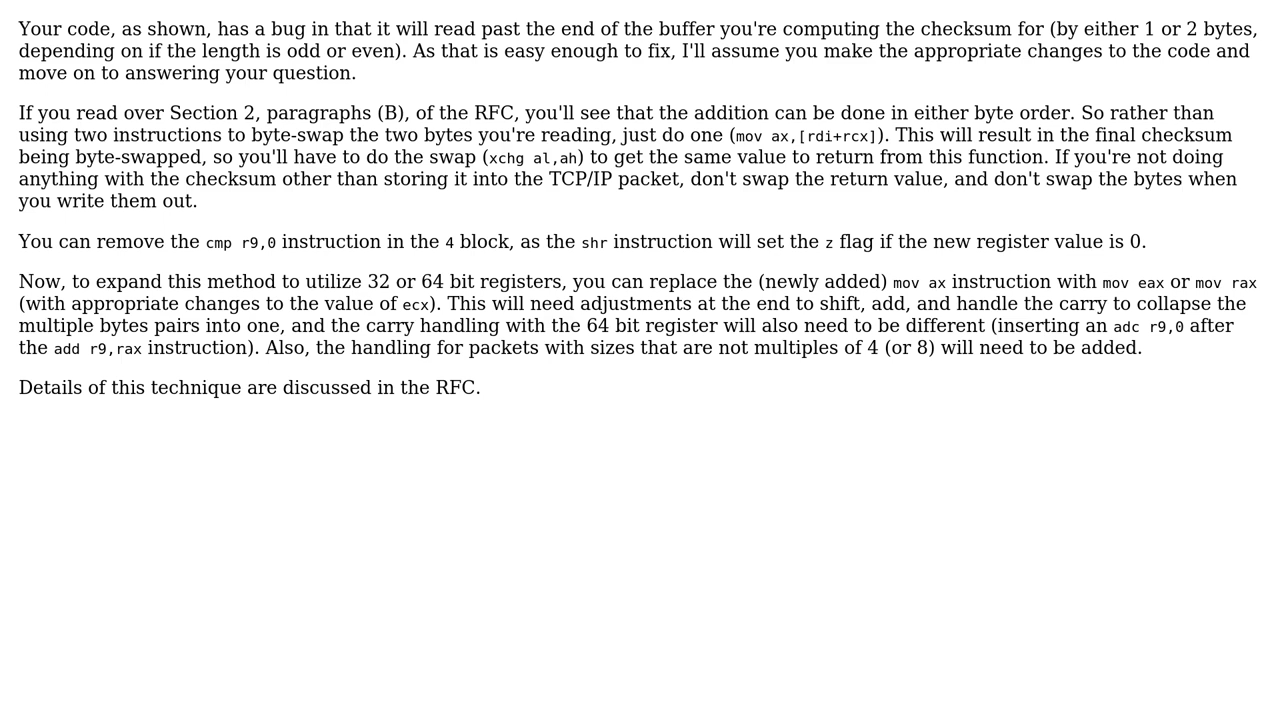 Your code, as shown, has a bug in that it will read past the end of the buffer you're computing the checksum for (by either 1 or 2 bytes,
depending on if the length is odd or even). As that is easy enough to fix, I'll assume you make the appropriate changes to the code and
move on to answering your question.
If you read over Section 2, paragraphs (B), of the RFC, you'll see that the addition can be done in either byte order. So rather than
using two instructions to byte-swap the two bytes you're reading, just do one (mov ax,[rdi+rcx]). This will result in the final checksum
being byte-swapped, so you'll have to do the swap (xchg al,ah) to get the same value to return from this function. If you're not doing
anything with the checksum other than storing it into the TCP/IP packet, don't swap the return value, and don't swap the bytes when
you write them out.
You can remove the cmp r9,0 instruction in the 4 block, as the shr instruction will set the z flag if the new register value is 0.
Now, to expand this method to utilize 32 or 64 bit registers, you can replace the (newly added) mov ax instruction with mov eax or mov rax
(with appropriate changes to the value of ecx). This will need adjustments at the end to shift, add, and handle the carry to collapse the
multiple bytes pairs into one, and the carry handling with the 64 bit register will also need to be different (inserting an adc r9,0 after
the add r9,rax instruction). Also, the handling for packets with sizes that are not multiples of 4 (or 8) will need to be added.
Details of this technique are discussed in the RFC.